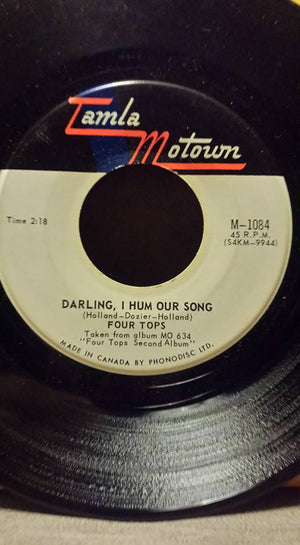 Tamla
Motown
Time 2:18
M-1084
45 R.P.M.
(S4KM-9944)
DARLING, I HUM OUR SONG
(Holland-Dozier-Holland)
FOUR TOPS
Taken from album MO 634
"Four Tops Second Album"
MADE IN CANADA BY PHONODISC LTD.